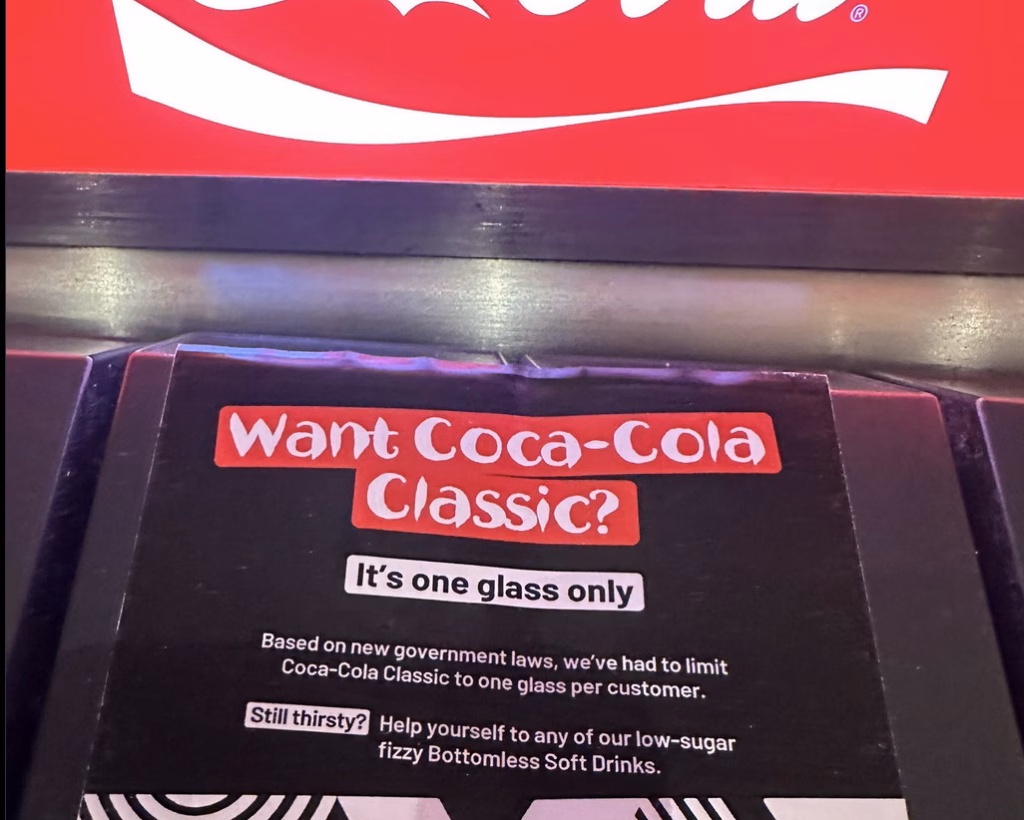 ®
Want Coca-Cola
Classic?
It's one glass only
Based on new government laws, we've had to limit
Coca-Cola Classic to one glass per customer.
Still thirsty? Help yourself to any of our low-sugar
fizzy Bottomless Soft Drinks.